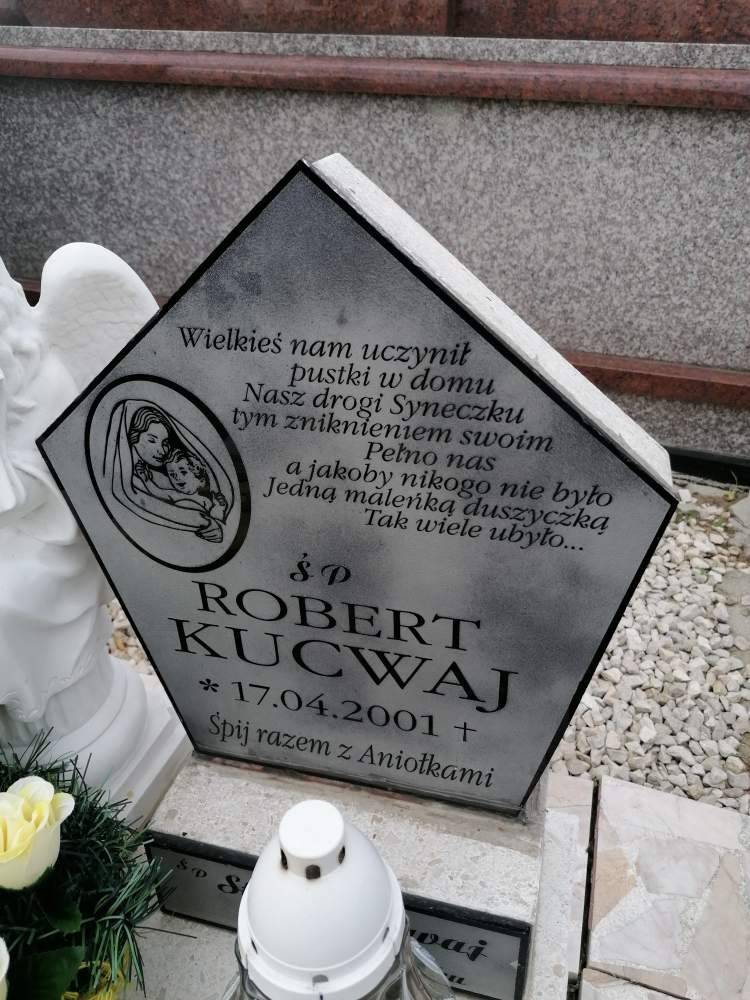 Wielkieś nam uczynił
pustki w domu
Nasz drogi Syneczku
tym zniknieniem swoim
Pełno nas
a jakoby nikogo nie było
Jedną maleńką duszyczką
Tak wiele ubyło...
ś P
ROBERT
KUCWAJ
* 17.04.2001 +
Śpij razem z Aniołkami
ś P